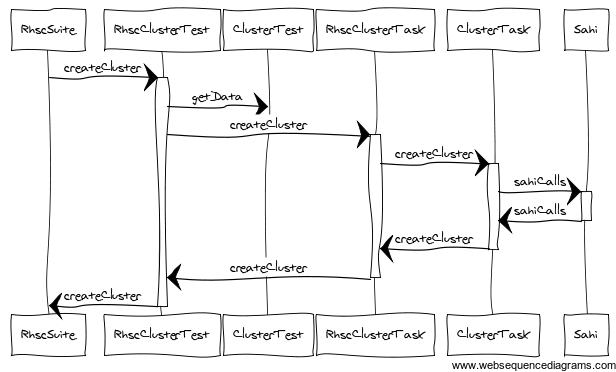 RhscSuite RhscClusterTest ClusterTest RhscClusterTask ClusterTask Sahi
createCluster
getData
createCluster
createCluster
sahiCalls
sahiCalls
createCluster
createCluster
createCluster
RhscSuite RhscClusterTest ClusterTest RhscClusterTask ClusterTask Sahi
www.websequencediagrams.com